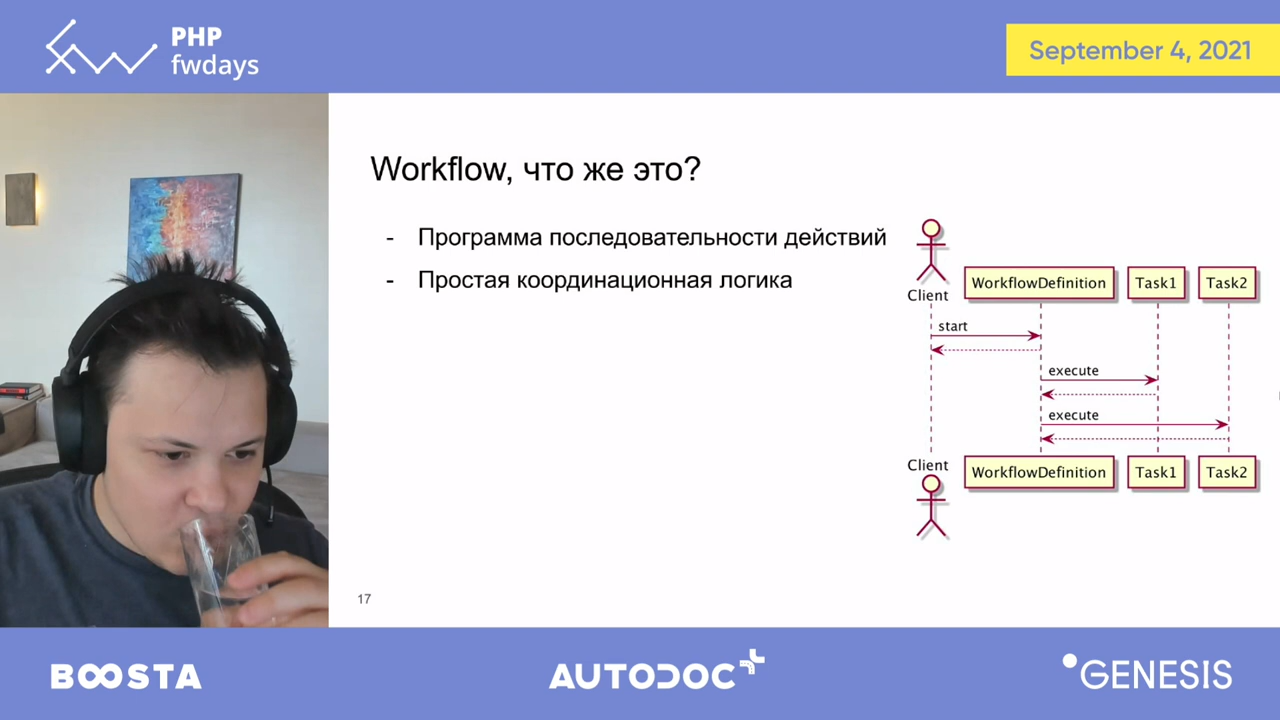 PHP
fwdays
September 4, 2021
Workflow, что же это?
- Программа последовательности действий
- Простая координационная логика
Client
WorkflowDefinition
Task1
Task2
start
execute
execute
Client
WorkflowDefinition
Task1
Task2
17
BOOSTA
AUTODOC
GENESIS